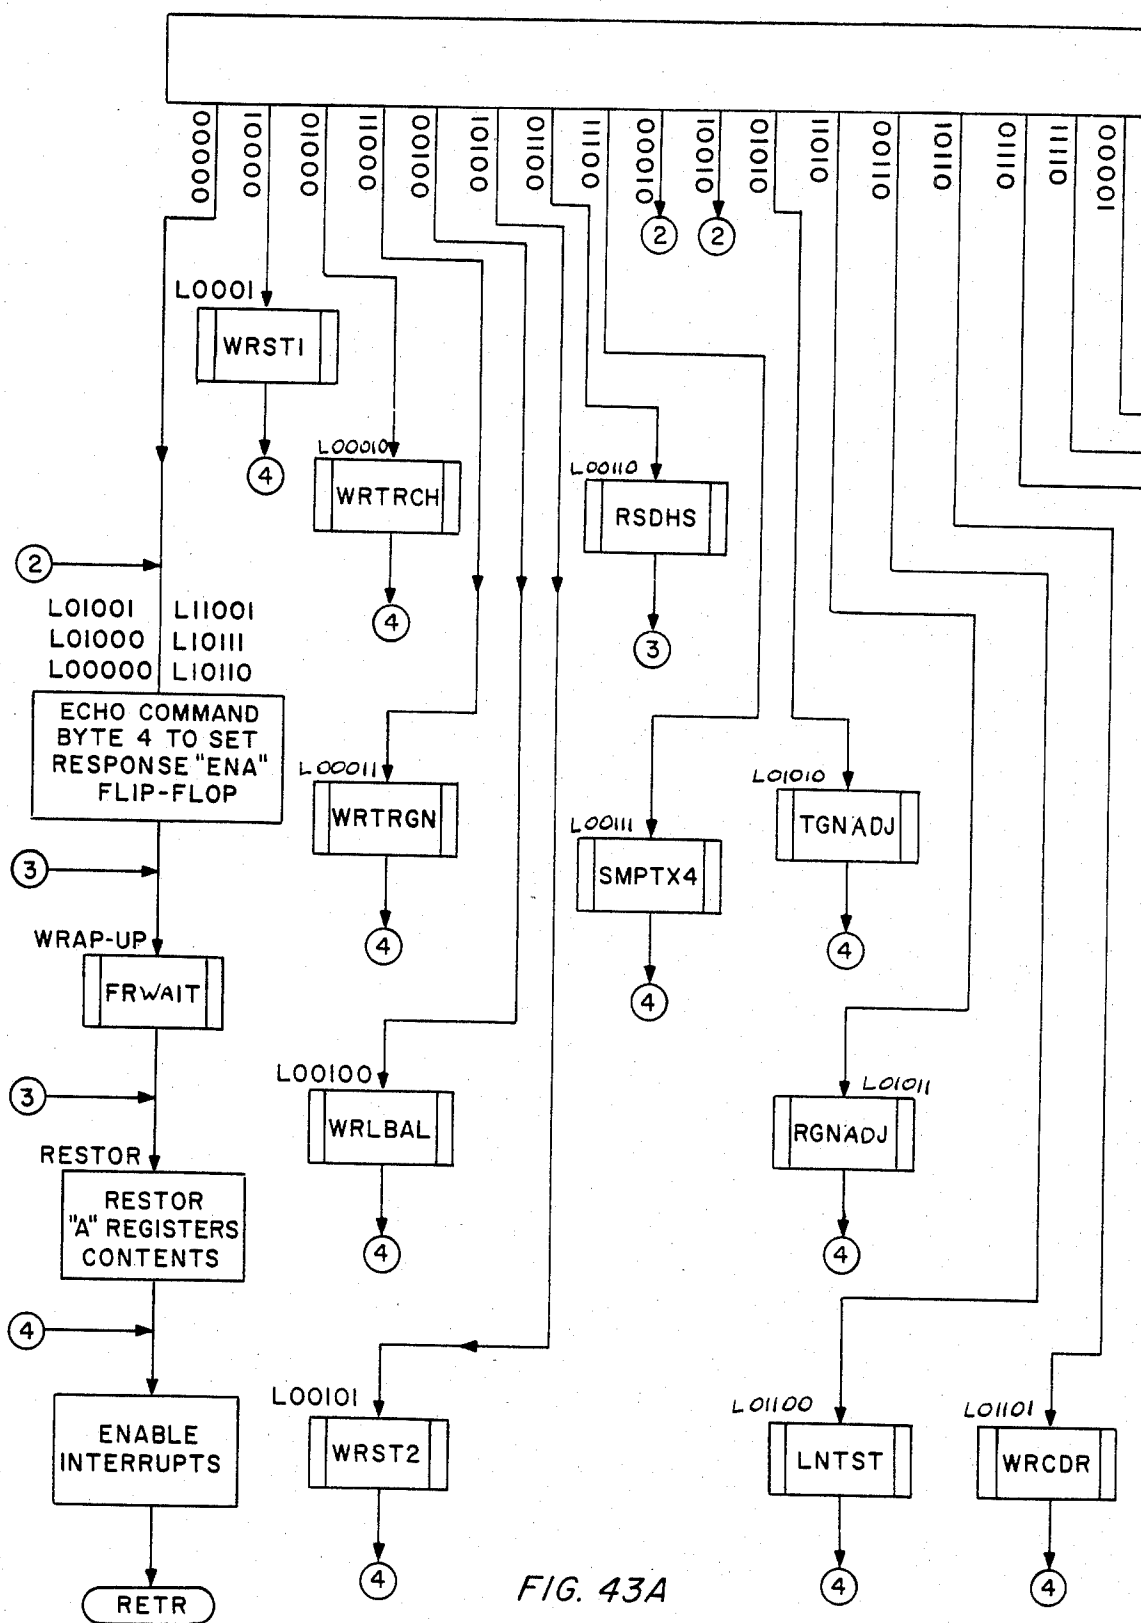 00000
00001
00010
00011
00100
00101
00110
00111
01000
01001
01010
01011
01100
01101
01110
01111
10000
2
2
L0001
WRST1
4
L00010
WRTRCH
4
L00110
RSDHS
3
2
L01001 L11001
L01000 L10111
L00000 L10110
ECHO COMMAND
BYTE 4 TO SET
RESPONSE "ENA"
FLIP-FLOP
L00011
WRTRGN
4
L00111
SMPTX4
4
L01010
TGNADJ
4
3
WRAP-UP
FRWAIT
3
L00100
WRLBAL
4
L01011
RGNADJ
4
RESTOR
RESTOR
"A" REGISTERS
CONTENTS
4
L00101
WRST2
4
L01100
LNTST
4
L01101
WRCDR
4
ENABLE
INTERRUPTS
RETR
FIG. 43A